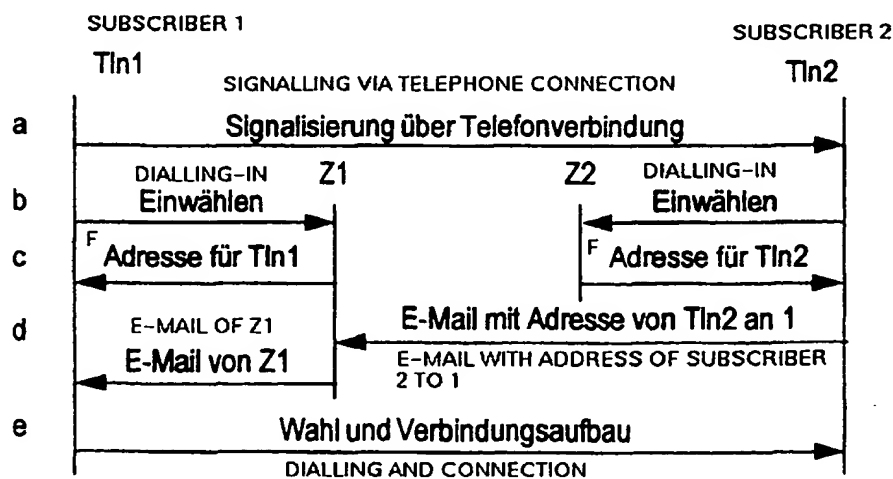 SUBSCRIBER 1
SUBSCRIBER 2
Tln1
Tln2
SIGNALLING VIA TELEPHONE CONNECTION
a
Signalisierung über Telefonverbindung
DIALLING-IN
Z1
Z2
DIALLING-IN
b
Einwählen
Einwählen
c
F Adresse für Tln1
F Adresse für Tln2
d
E-MAIL OF Z1
E-Mail mit Adresse von Tln2 an 1
E-Mail von Z1
E-MAIL WITH ADDRESS OF SUBSCRIBER
2 TO 1
e
Wahl und Verbindungsaufbau
DIALLING AND CONNECTION